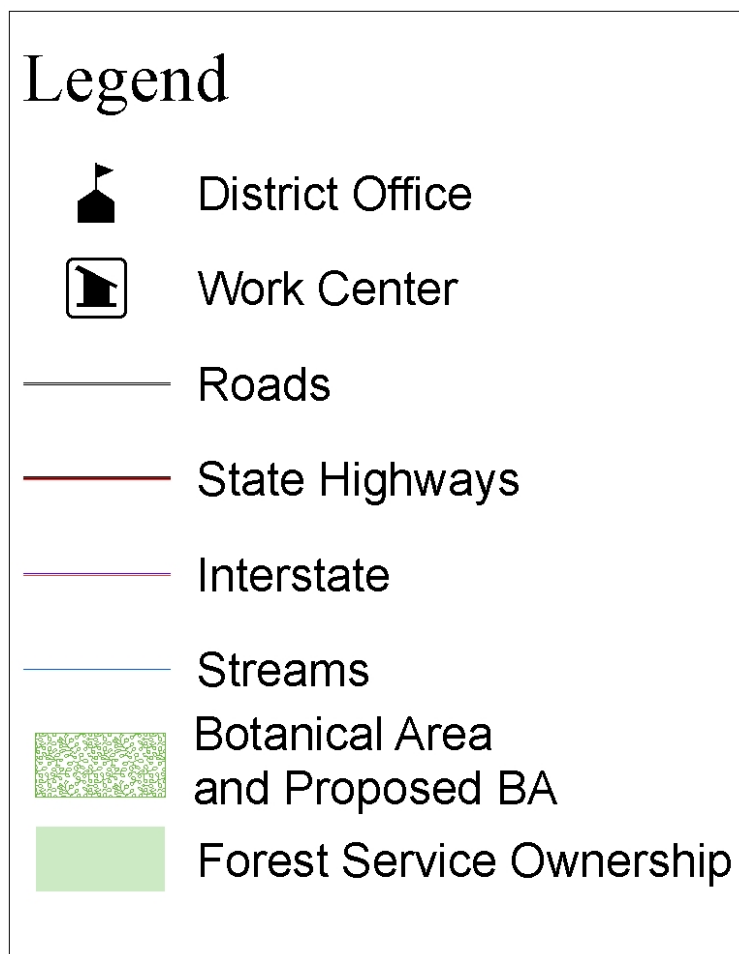 Legend
District Office
Work Center
Roads
State Highways
Interstate
Streams
Botanical Area
and Proposed BA
Forest Service Ownership